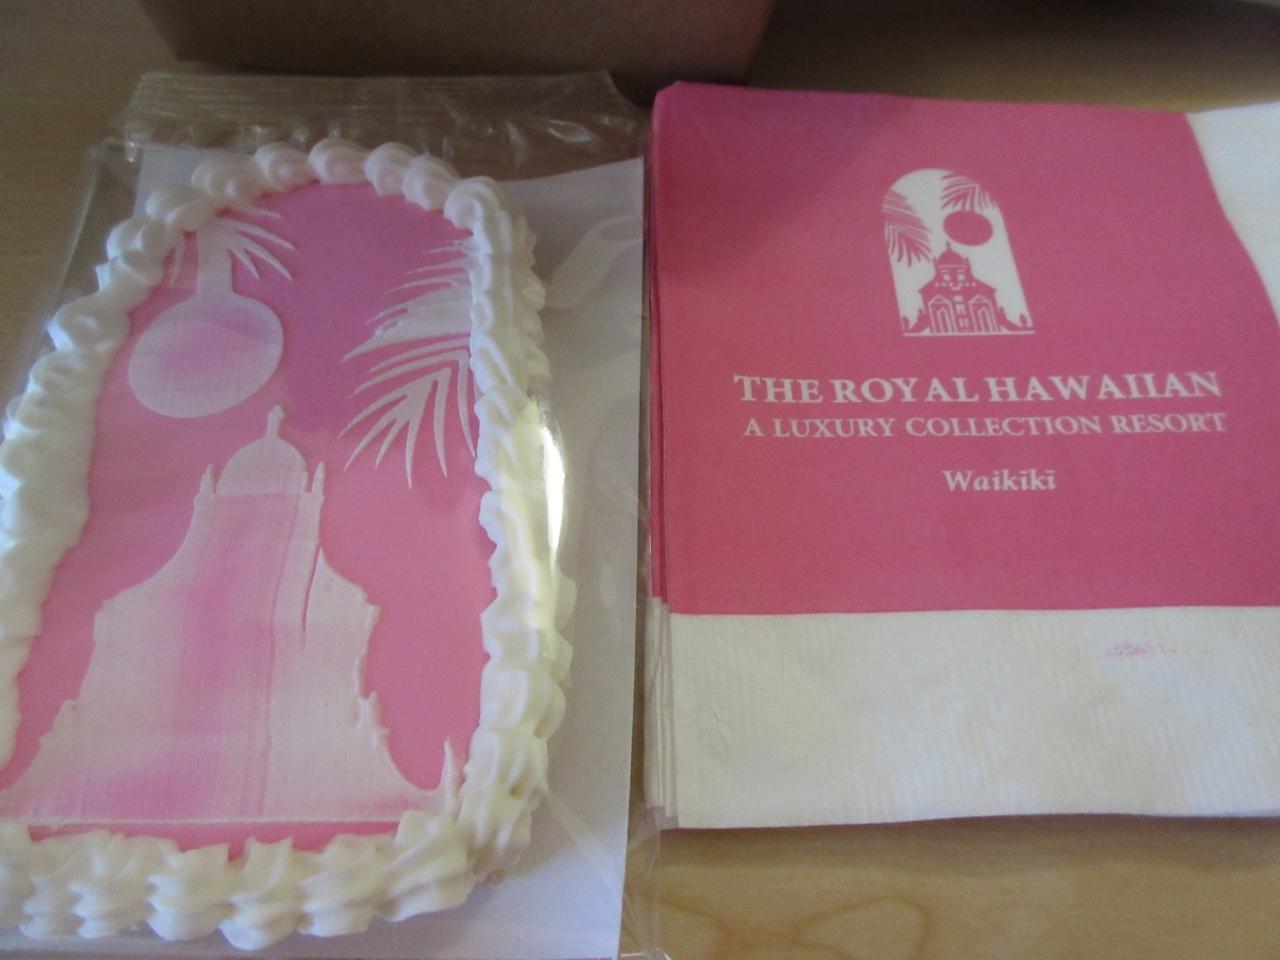 THE ROYAL HAWAIIAN
A LUXURY COLLECTION RESORT
Waikīkī